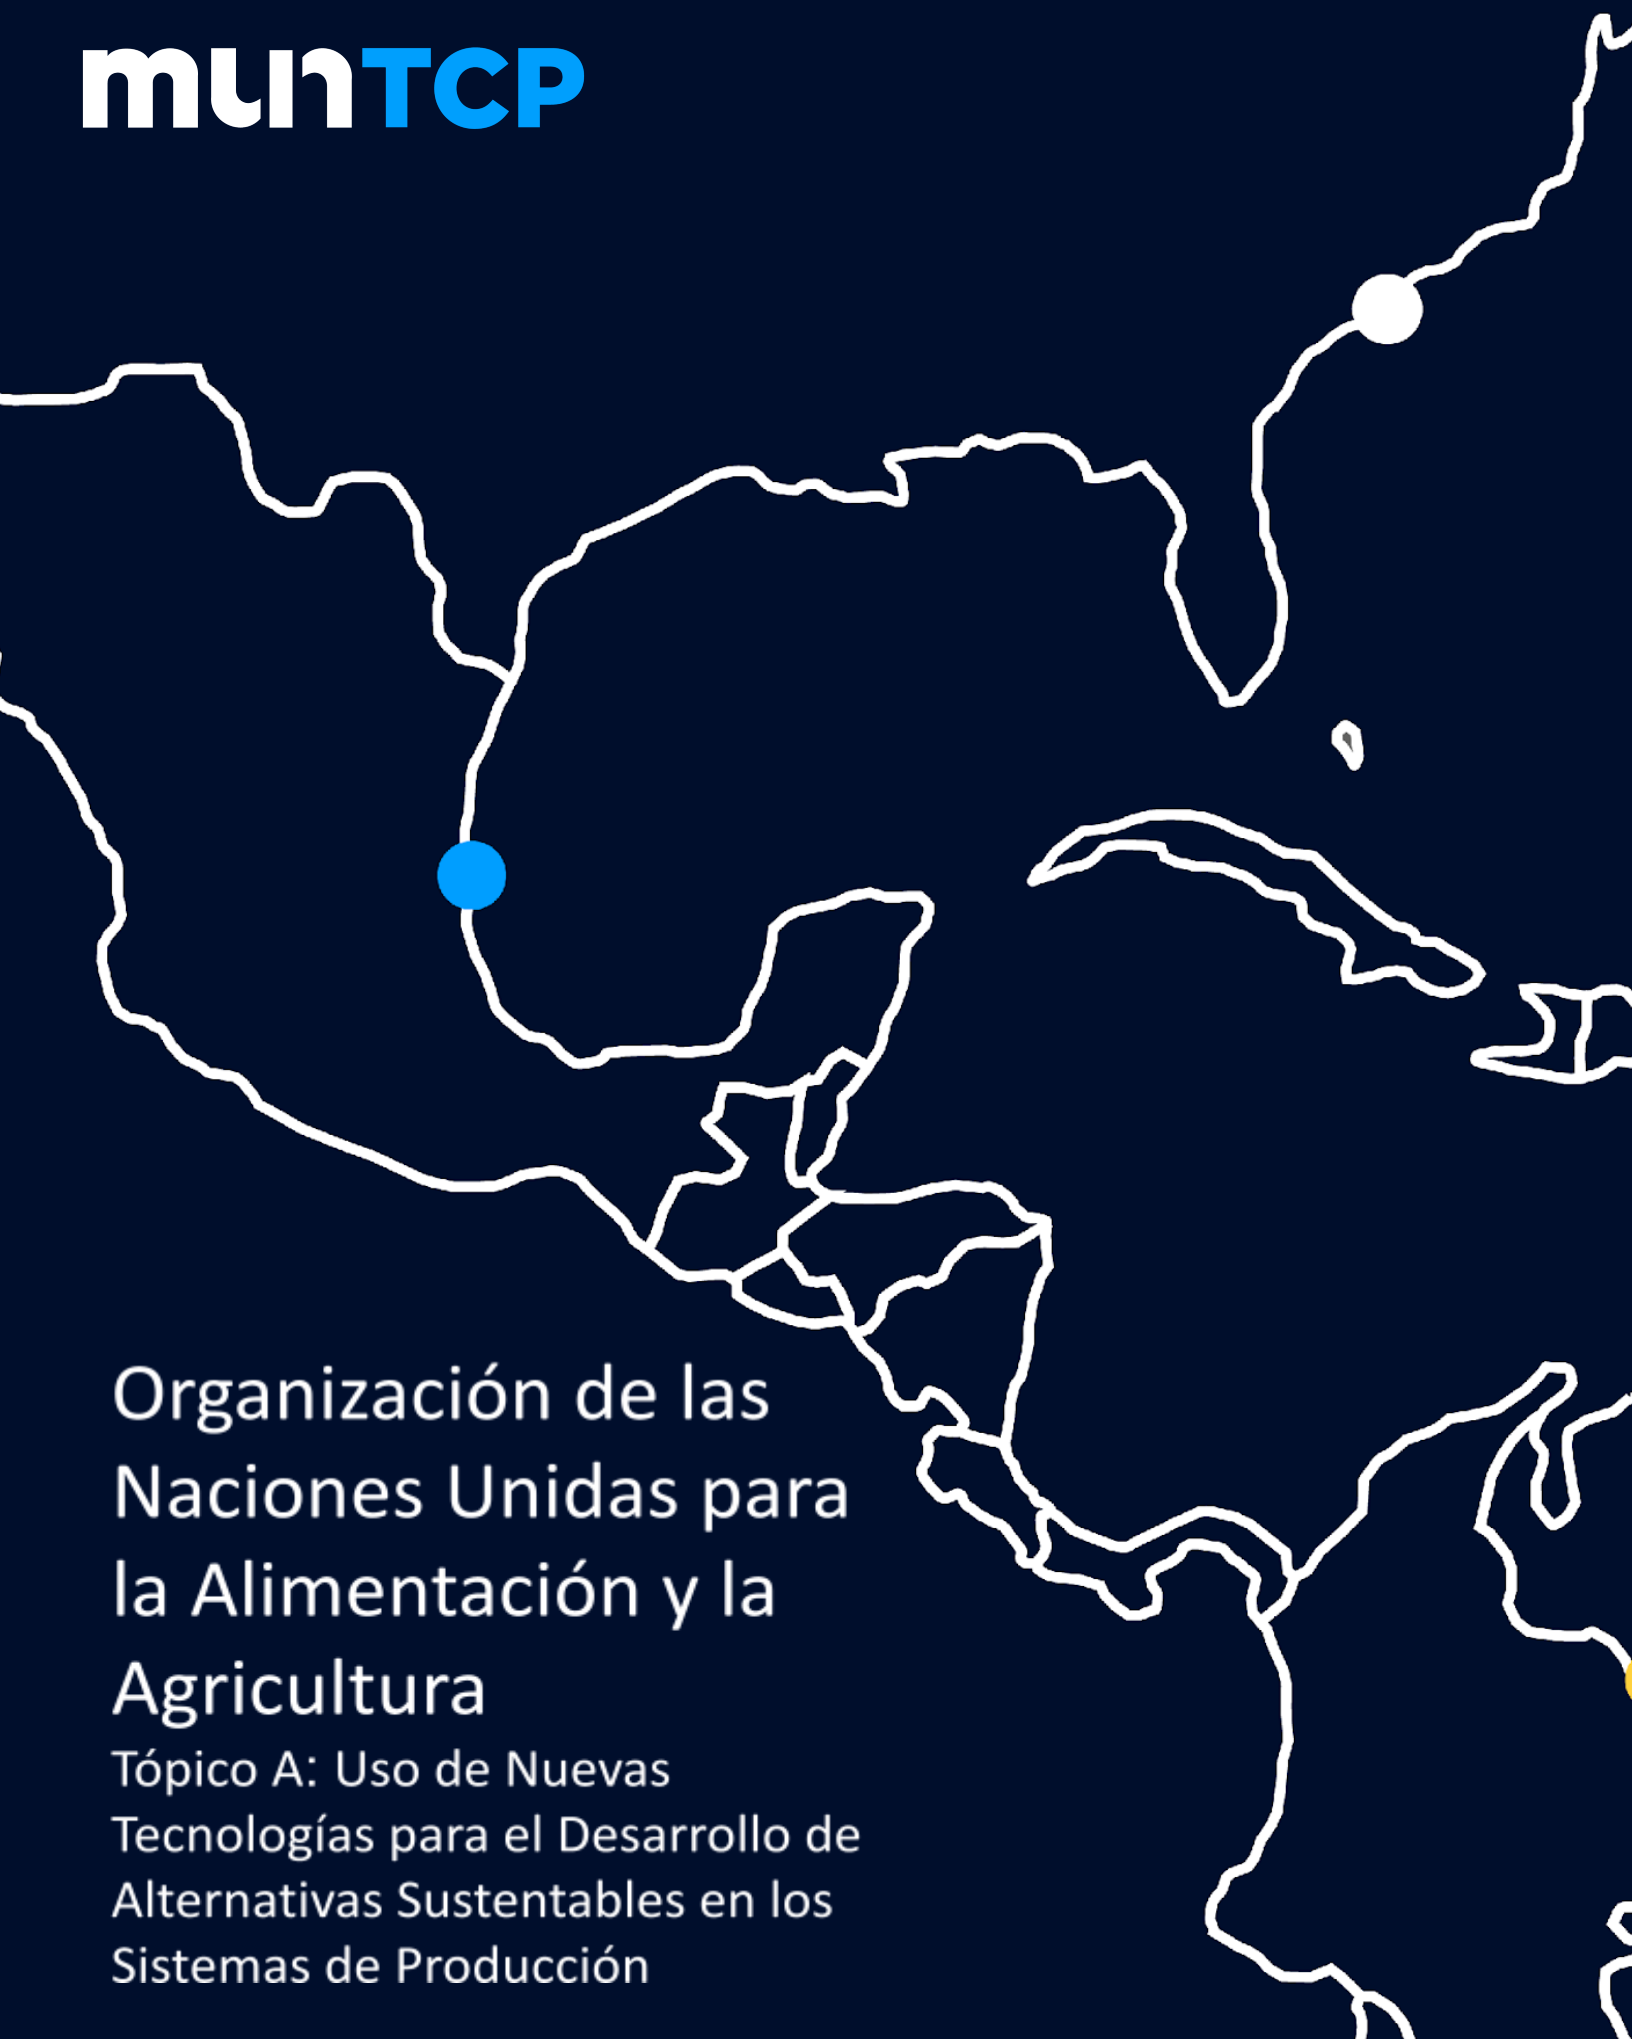 munTCP
Organización de las
Naciones Unidas para
la Alimentación y la
Agricultura
Tópico A: Uso de Nuevas
Tecnologías para el Desarrollo de
Alternativas Sustentables en los
Sistemas de Producción